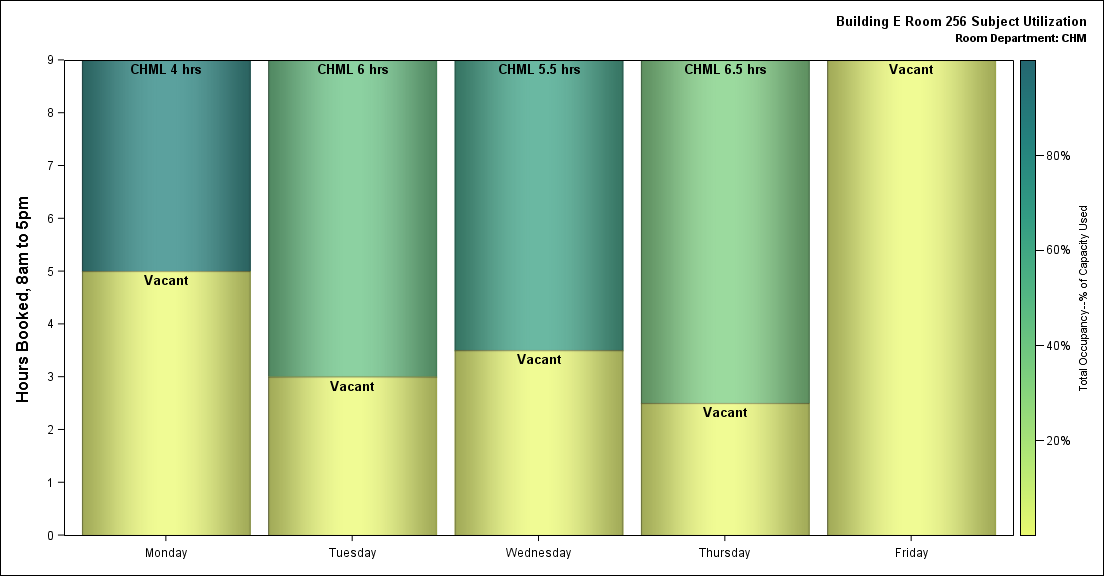 Building E Room 256 Subject Utilization
Room Department: CHM
Hours Booked, 8am to 5pm
9
8
7
6
5
4
3
2
1
0
CHML 4 hrs
Vacant
CHML 6 hrs
Vacant
CHML 5.5 hrs
Vacant
CHML 6.5 hrs
Vacant
Vacant
Monday
Tuesday
Wednesday
Thursday
Friday
80%
60%
40%
20%
Total Occupancy--% of Capacity Used